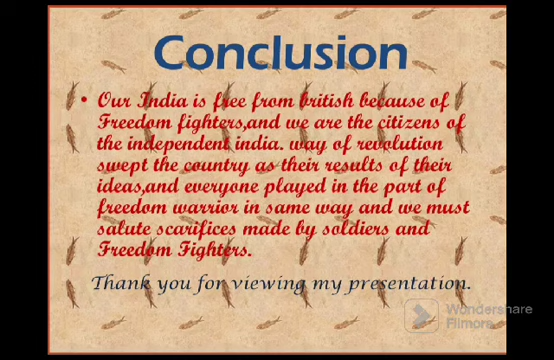 Conclusion
• Our India is free from british because of
Freedom fighters,and we are the citizens of
the independent india. way of revolution
swept the country as their results of their
ideas,and everyone played in the part of
freedom warrior in same way and we must
salute scarifices made by soldiers and
Freedom Fighters.
Thank you for viewing my presentation.
Wondershare
Filmora